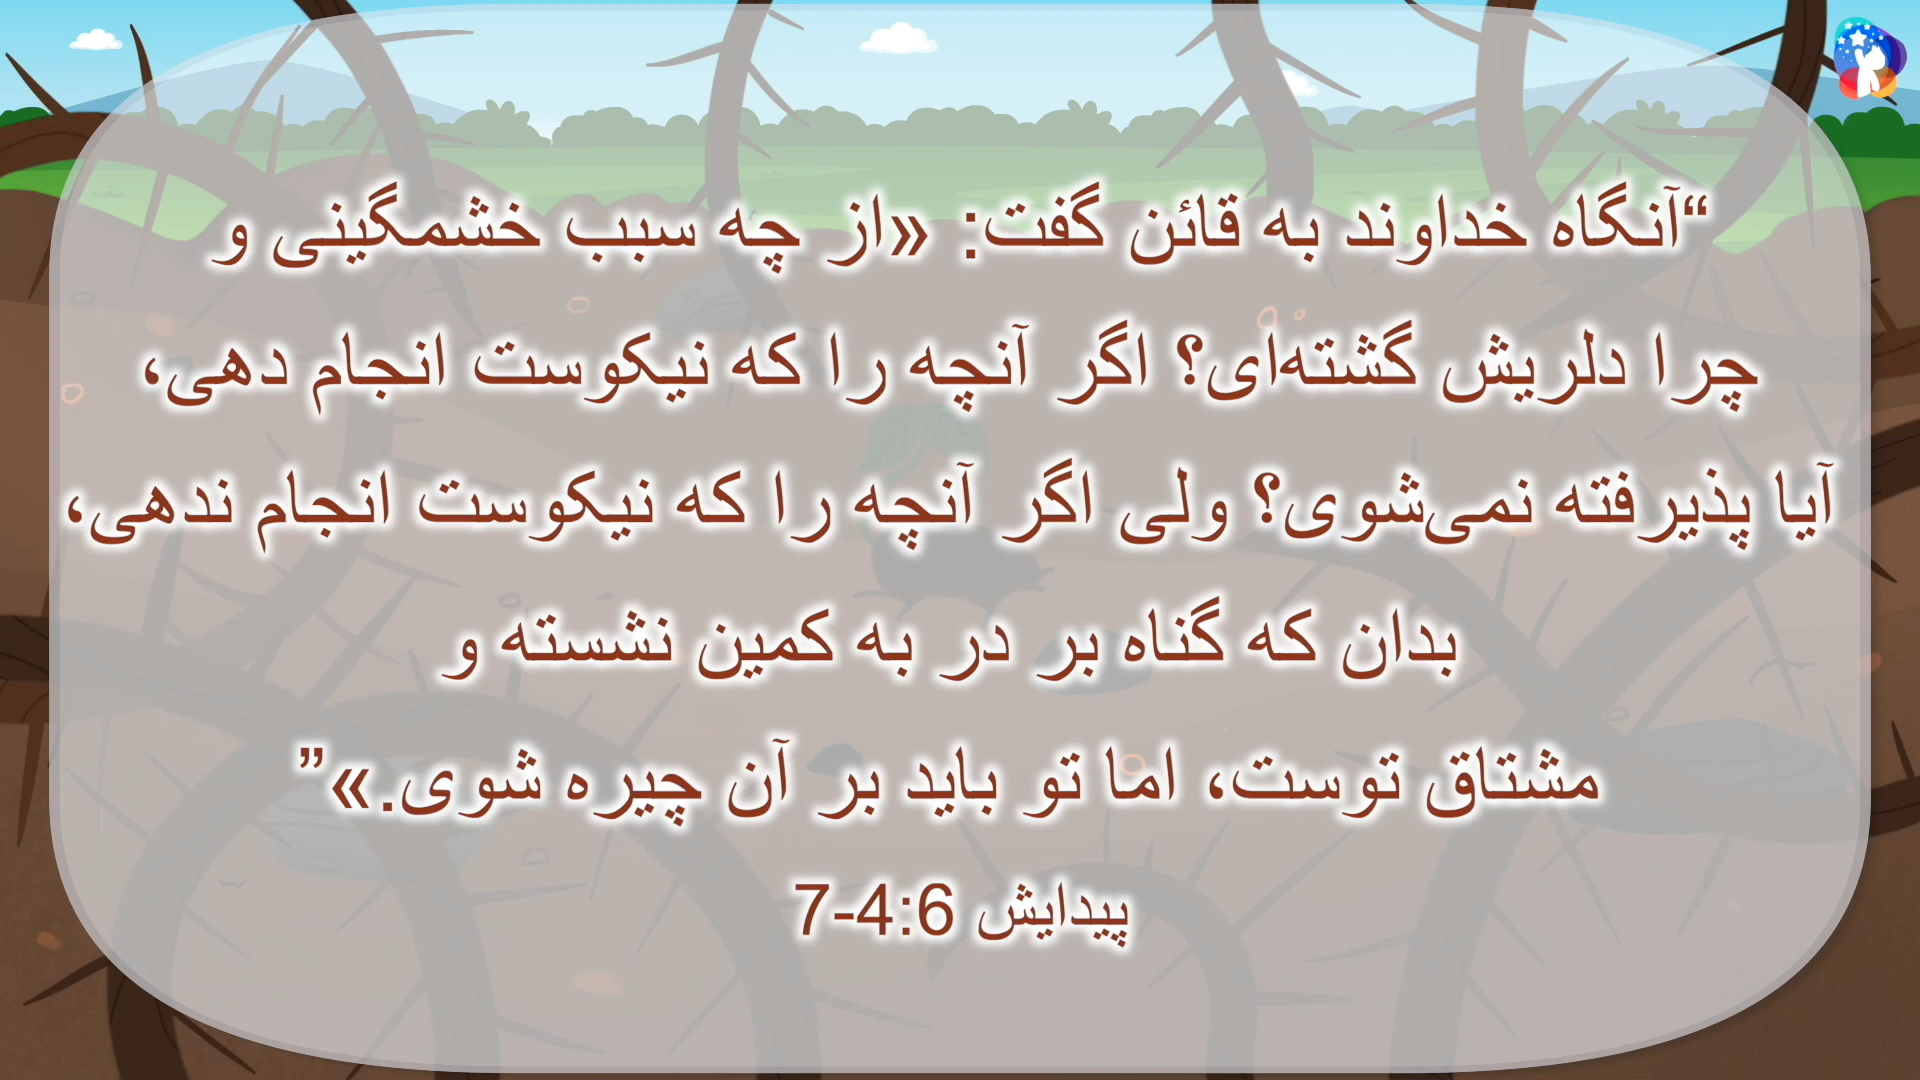 “آنگاه خداوند به قائن گفت: «از چه سبب خشمگینی و
چرا دلریش گشته‌ای؟ اگر آنچه را که نیکوست انجام دهی،
آیا پذیرفته نمی‌شوی؟ ولی اگر آنچه را که نیکوست انجام ندهی،
بدان که گناه بر در به کمین نشسته و
مشتاق توست، اما تو باید بر آن چیره شوی.»”
پیدایش 4:6-7